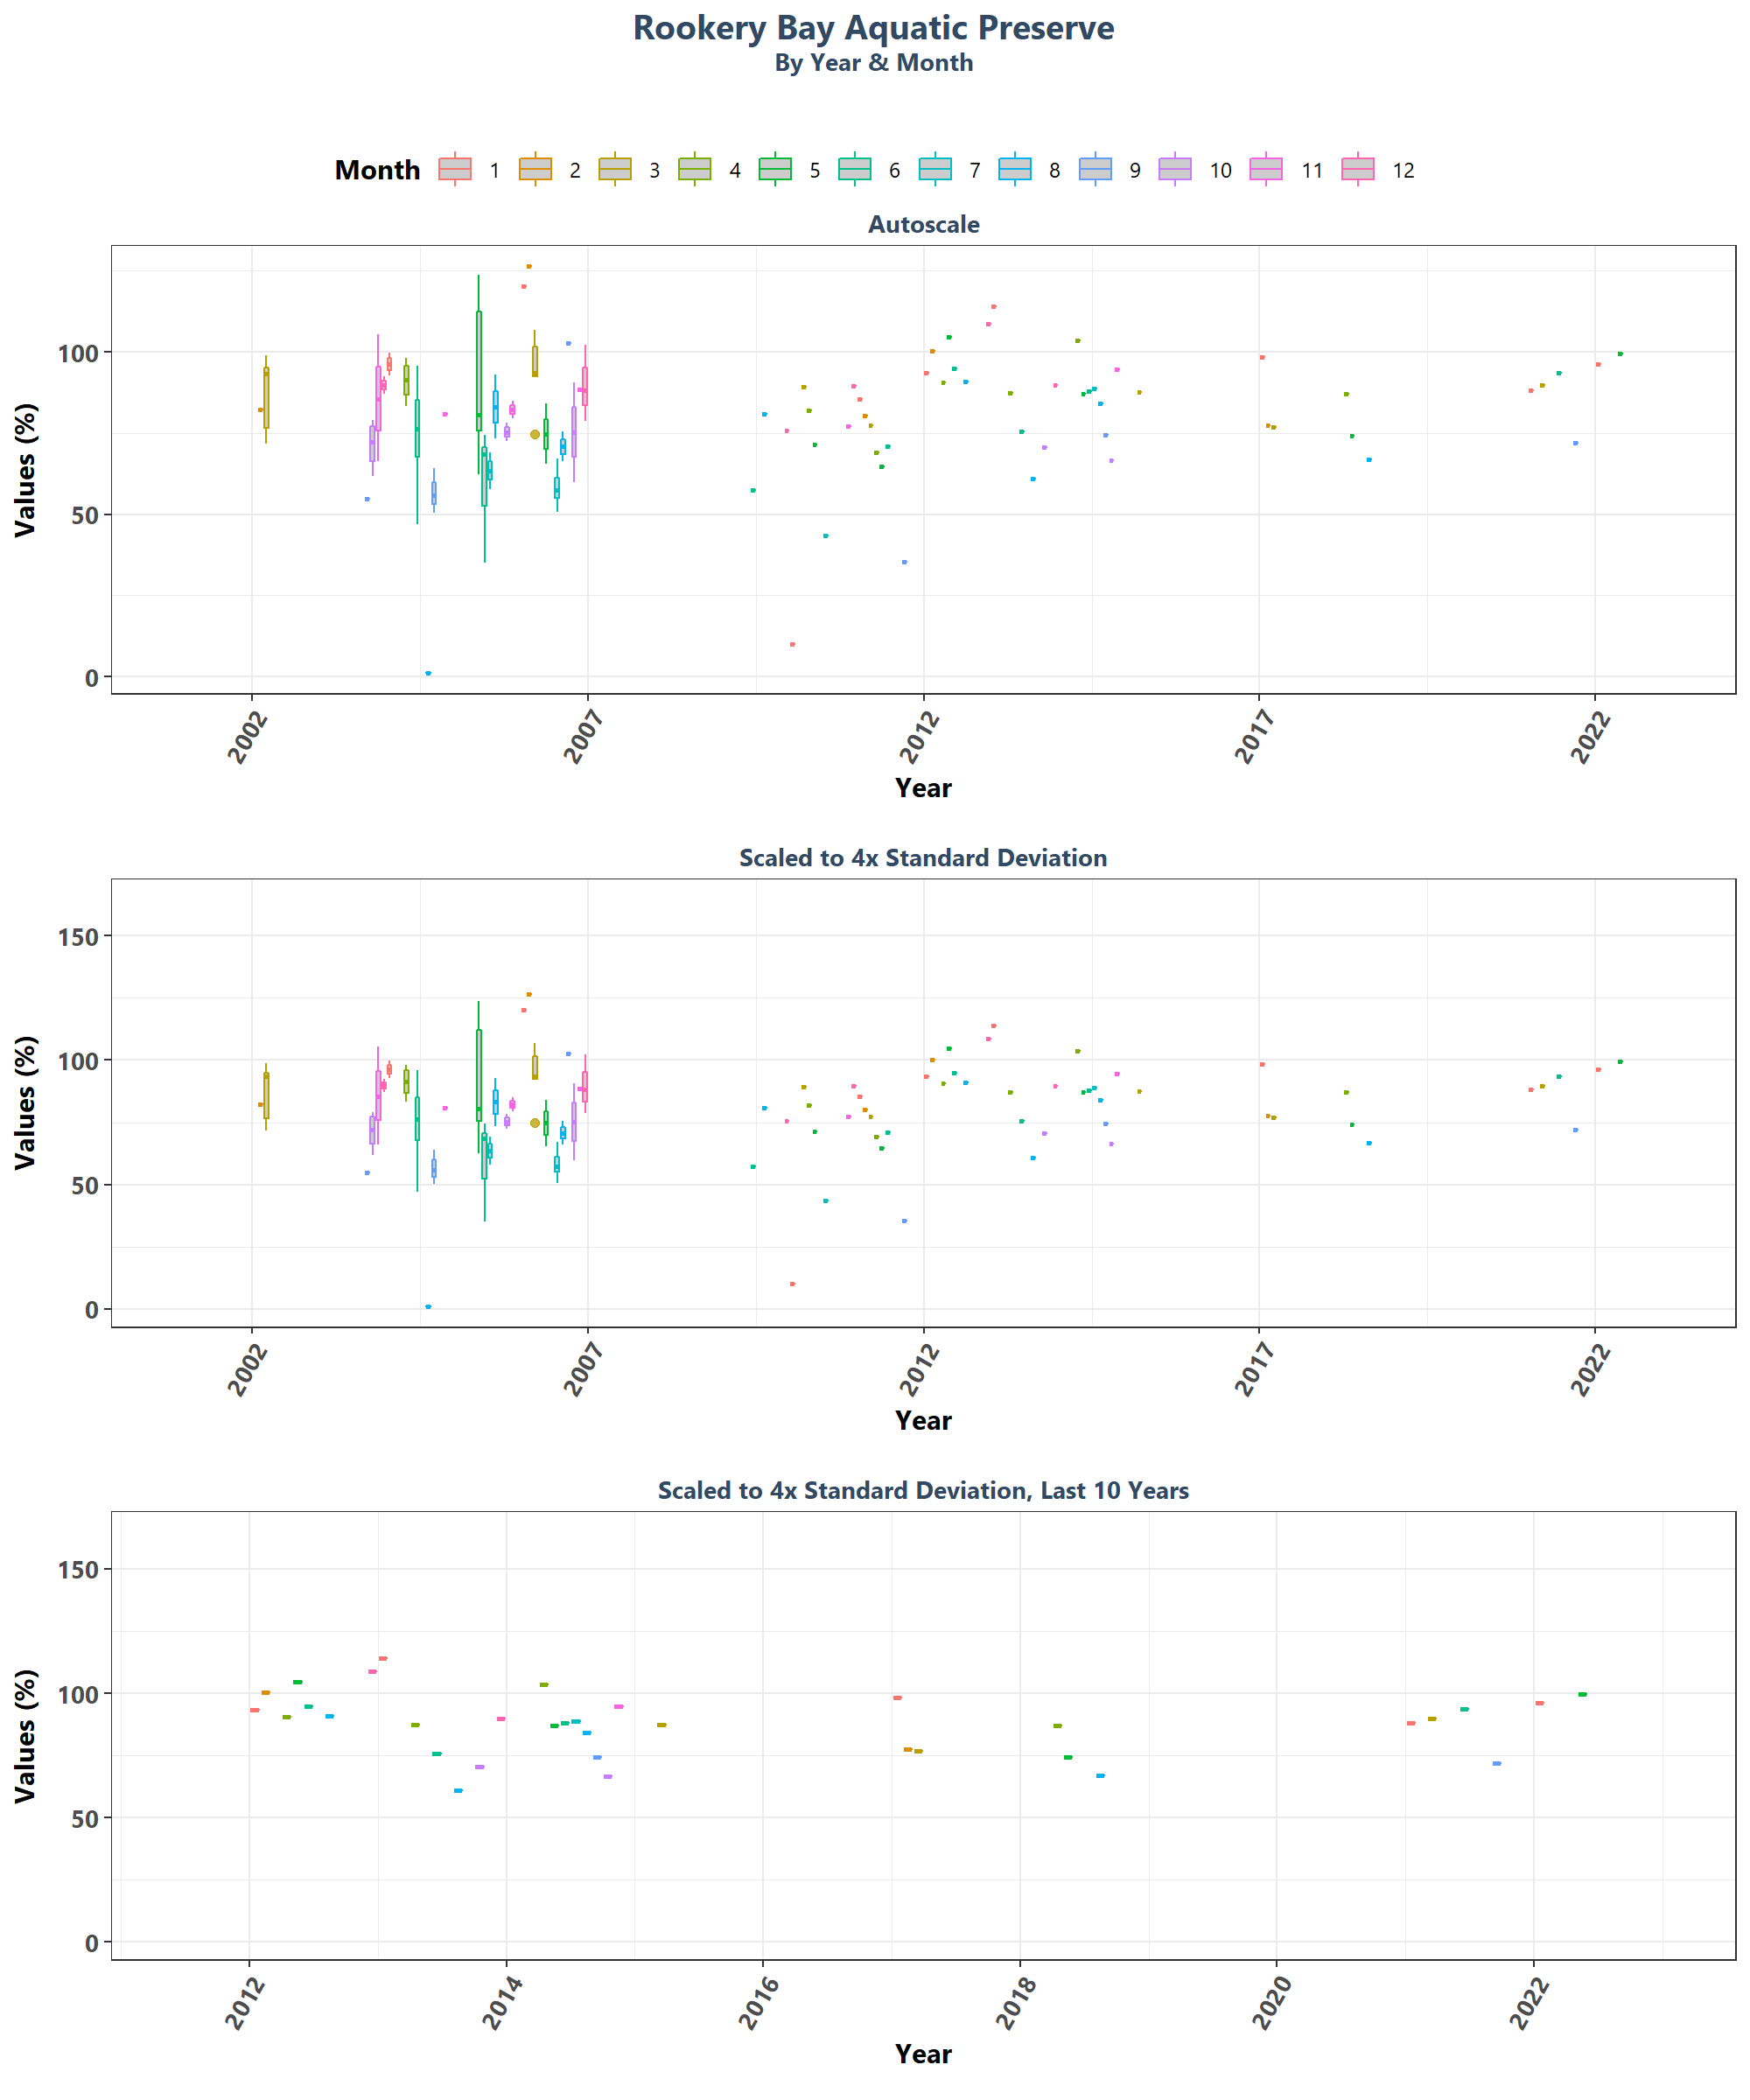 Rookery Bay Aquatic Preserve
By Year & Month
Month 1 2 3 4 5 6 7 8 9 10 11 12
Autoscale
Values (%)
100
50
0
2002 2007 2012 2017 2022
Year
Scaled to 4x Standard Deviation
Values (%)
150
100
50
0
2002 2007 2012 2017 2022
Year
Scaled to 4x Standard Deviation, Last 10 Years
Values (%)
150
100
50
0
2012 2014 2016 2018 2020 2022
Year